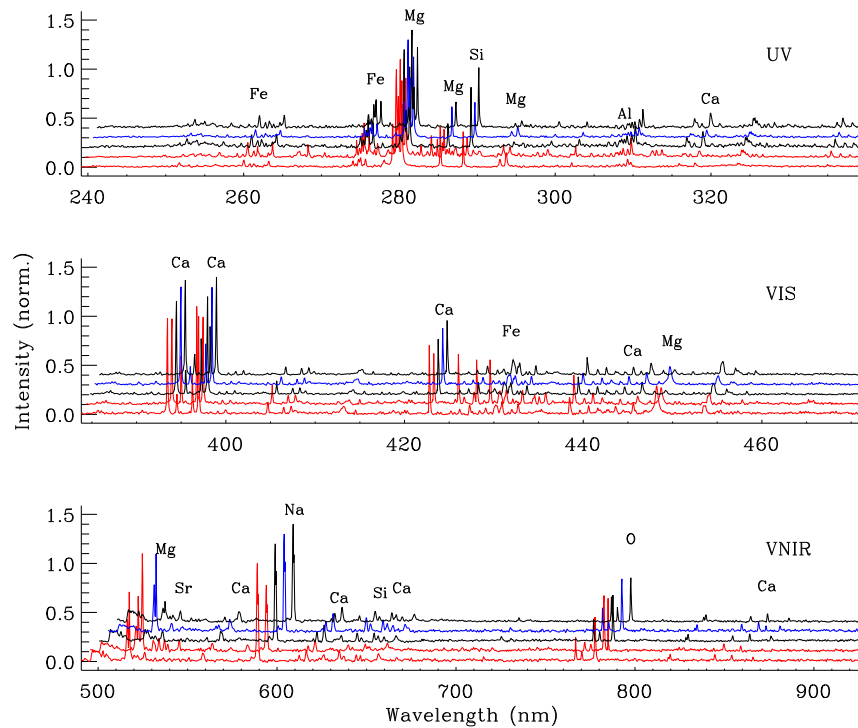 1.5
Mg
UV
Si
1.0
Fe
Fe
Mg
Mg
Al
Ca
0.5
0.0
240
260
280
300
320
1.5
Ca
Ca
VIS
1.0
Ca
Fe
Ca
Mg
0.5
0.0
400
420
440
460
Intensity (norm.)
1.5
Na
O
1.0
Mg
VNIR
Sr
Ca
Ca
Si
Ca
Ca
0.5
0.0
500
600
700
800
900
Wavelength (nm)